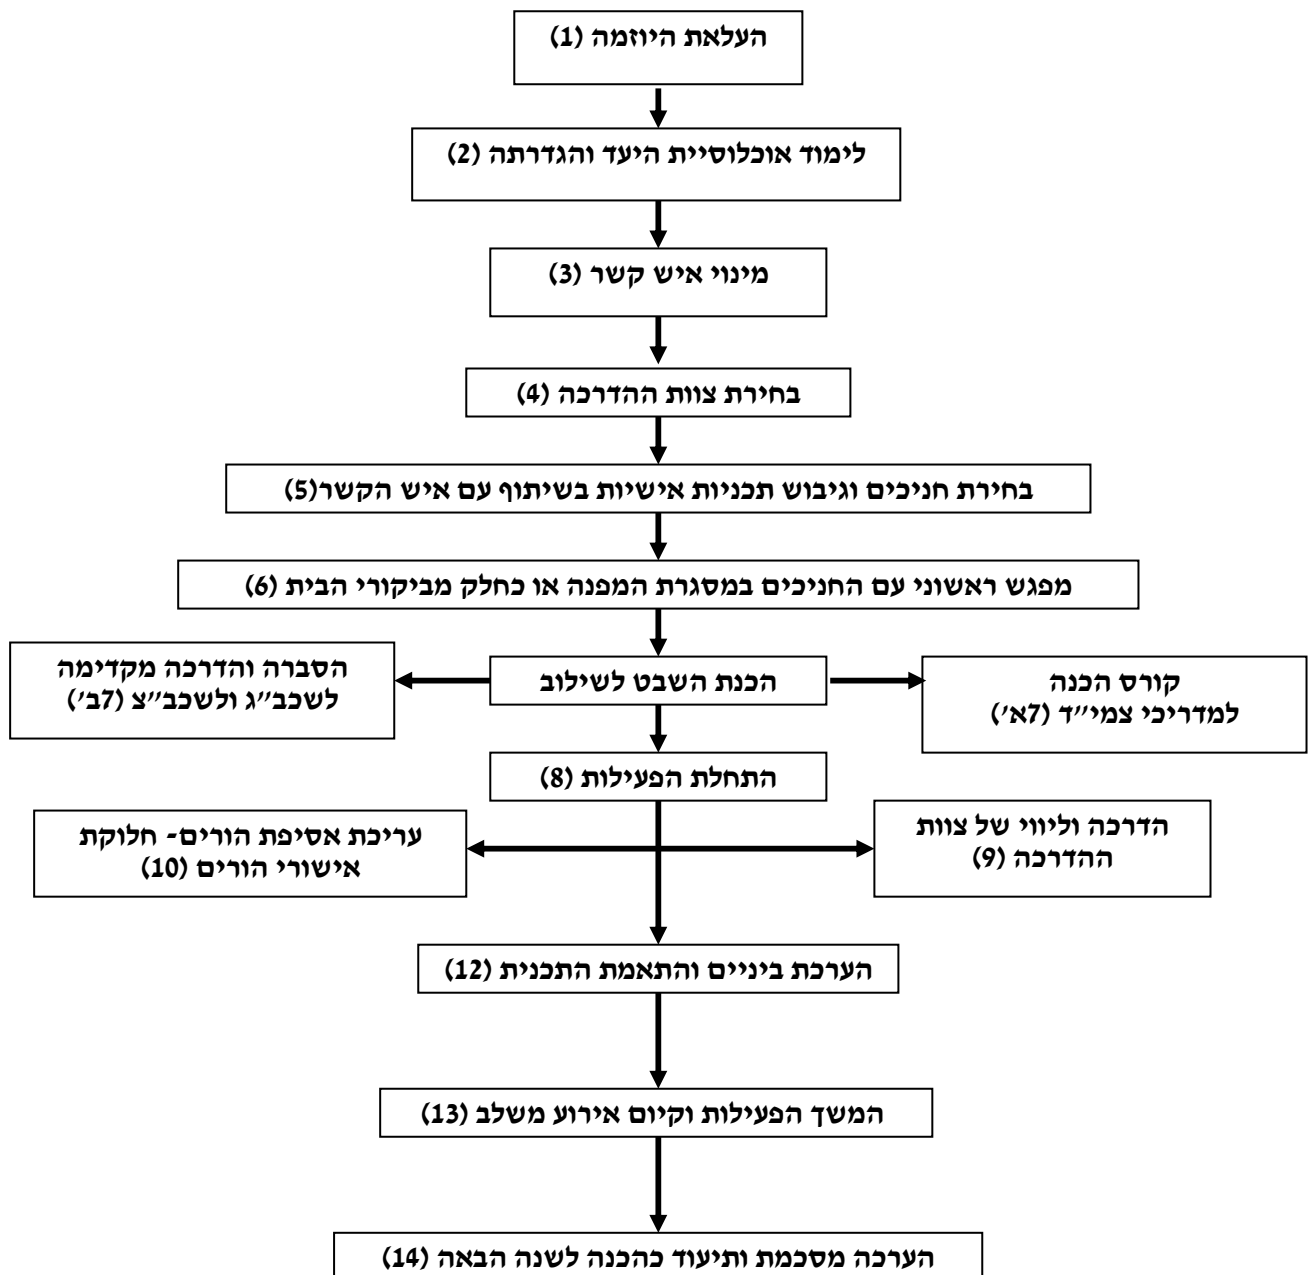 העלאת היוזמה (1)
לימוד אוכלוסיית היעד והגדרתה (2)
מינוי איש קשר (3)
בחירת צוות ההדרכה (4)
בחירת חניכים וגיבוש תכניות אישיות בשיתוף עם איש הקשר(5)
מפגש ראשוני עם החניכים במסגרת המפנה או כחלק מביקורי הבית (6)
קורס הכנה
למדריכי צמי״ד (7א׳)
הכנת השבט לשילוב
הסברה והדרכה מקדימה
לשכב״ג ולשכב״צ (7ב׳)
התחלת הפעילות (8)
הדרכה וליווי של צוות
ההדרכה (9)
עריכת אסיפת הורים- חלוקת
אישורי הורים (10)
הערכת ביניים והתאמת התכנית (12)
המשך הפעילות וקיום אירוע משלב (13)
הערכה מסכמת ותיעוד כהכנה לשנה הבאה (14)